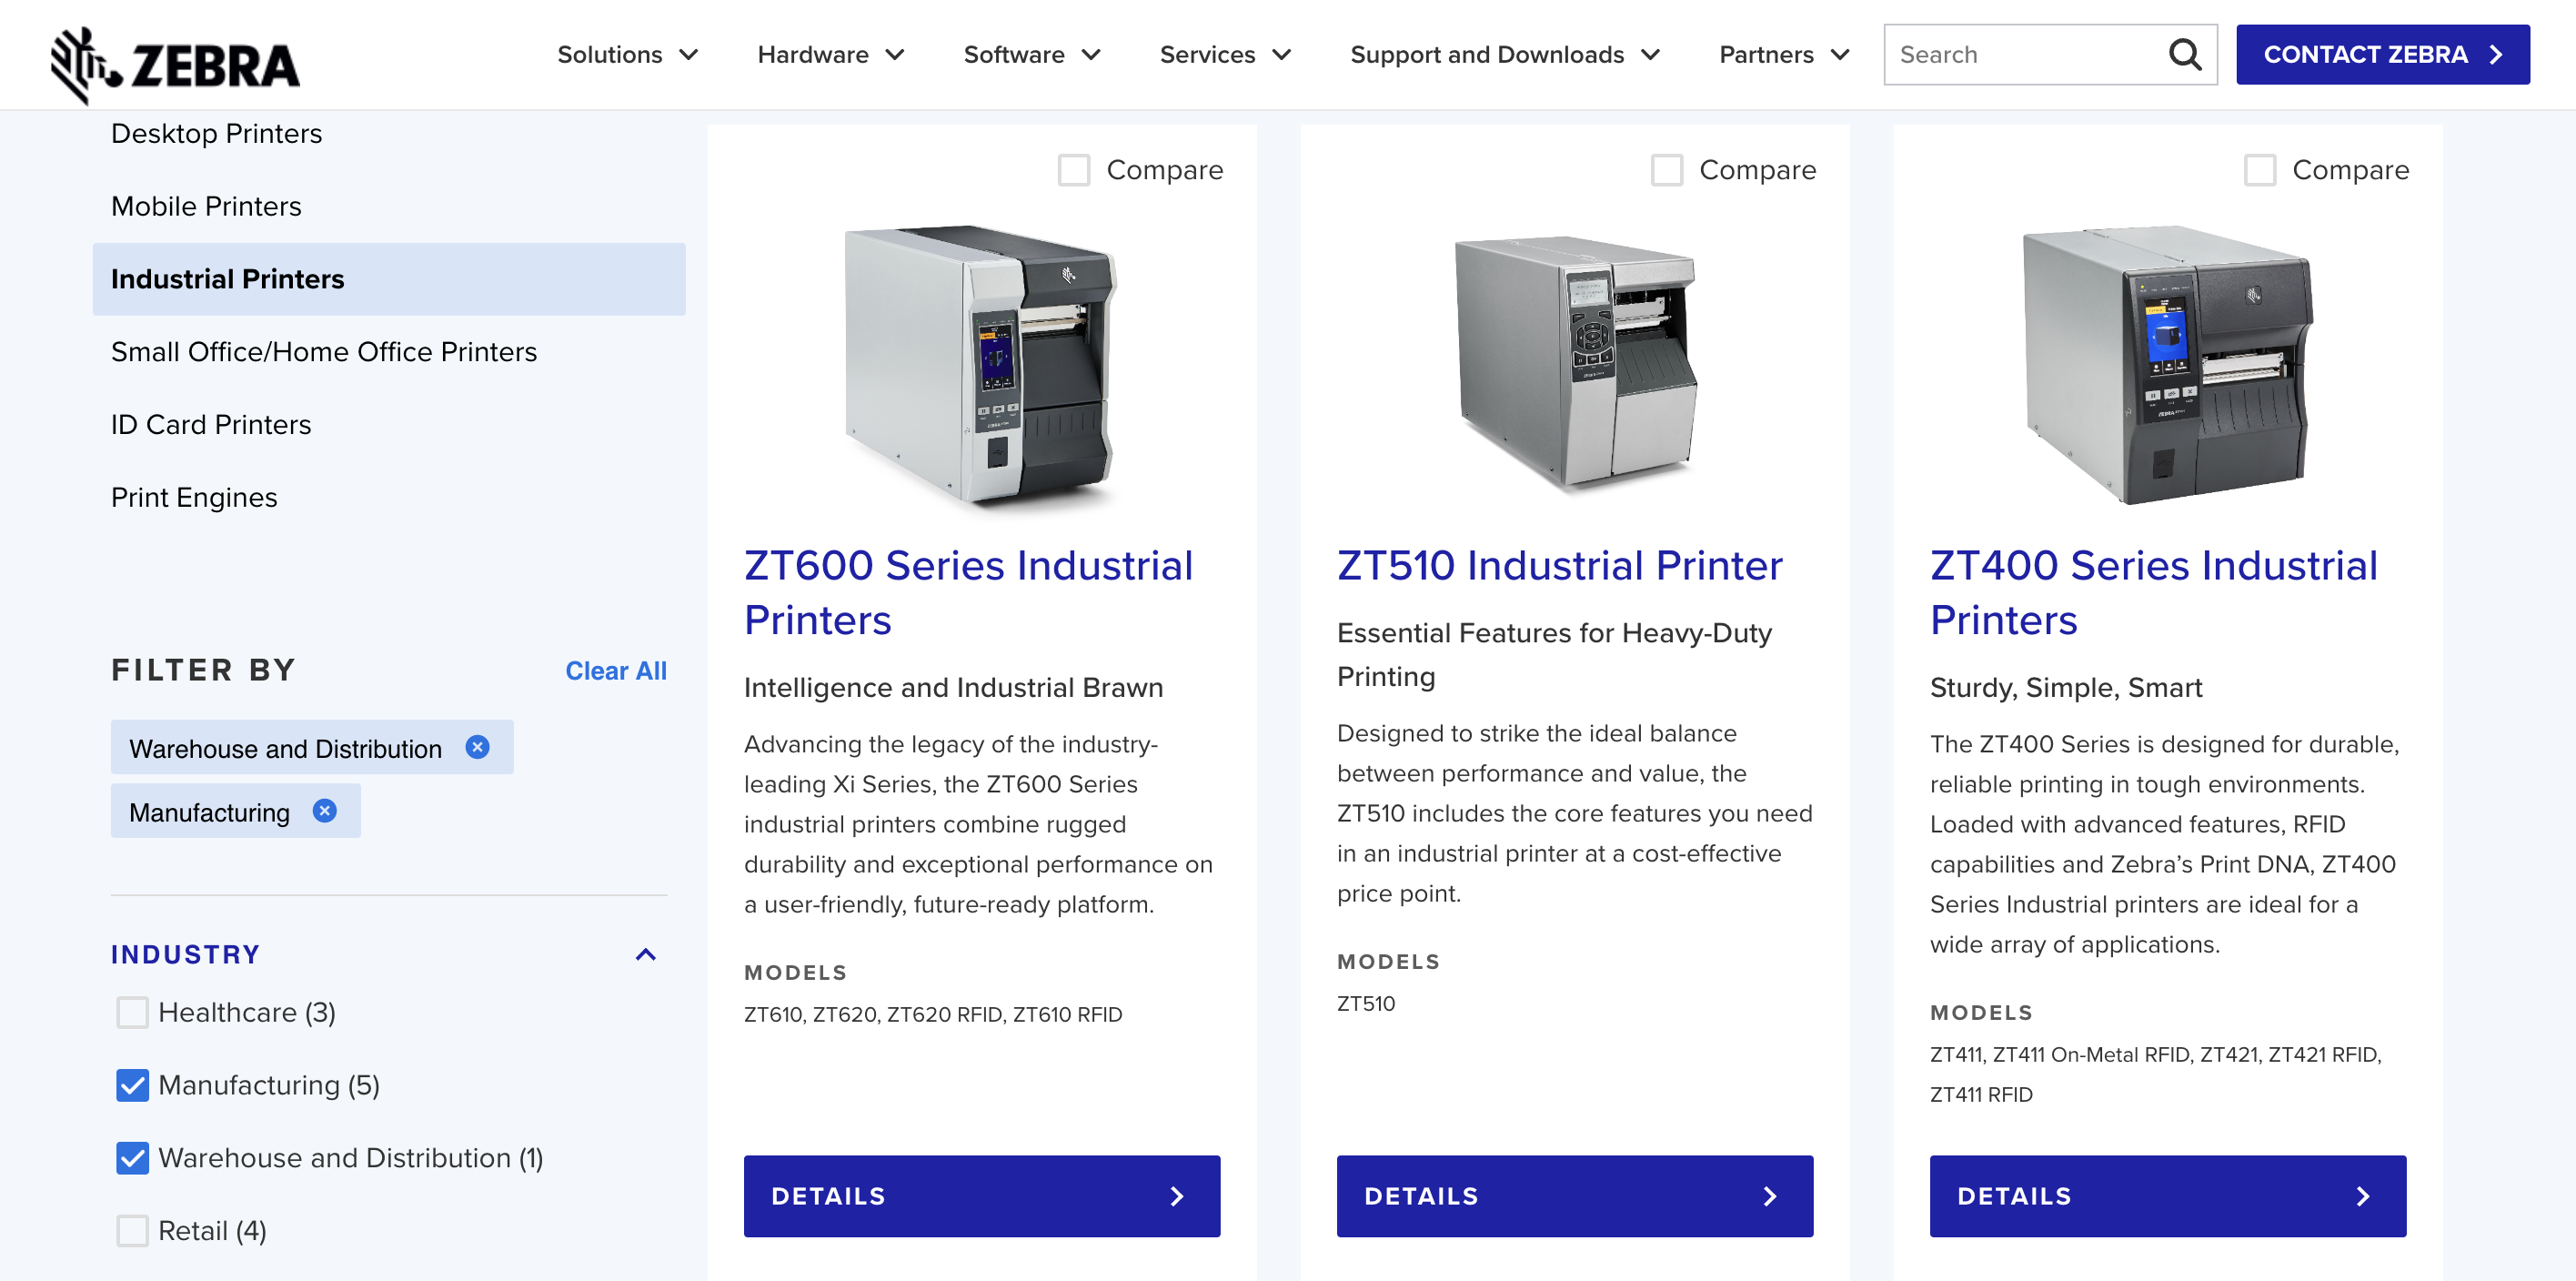 ZEBRA
Solutions
Hardware
Software
Services
Support and Downloads
Partners
Search
CONTACT ZEBRA
Desktop Printers
Mobile Printers
Industrial Printers
Small Office/Home Office Printers
ID Card Printers
Print Engines
FILTER BY
Clear All
Warehouse and Distribution
Manufacturing
INDUSTRY
Healthcare (3)
Manufacturing (5)
Warehouse and Distribution (1)
Retail (4)
Compare
ZT600 Series Industrial
Printers
Intelligence and Industrial Brawn
Advancing the legacy of the industry-
leading Xi Series, the ZT600 Series
industrial printers combine rugged
durability and exceptional performance on
a user-friendly, future-ready platform.
MODELS
ZT610, ZT620, ZT620 RFID, ZT610 RFID
DETAILS
Compare
ZT510 Industrial Printer
Essential Features for Heavy-Duty
Printing
Designed to strike the ideal balance
between performance and value, the
ZT510 includes the core features you need
in an industrial printer at a cost-effective
price point.
MODELS
ZT510
DETAILS
Compare
ZT400 Series Industrial
Printers
Sturdy, Simple, Smart
The ZT400 Series is designed for durable,
reliable printing in tough environments.
Loaded with advanced features, RFID
capabilities and Zebra’s Print DNA, ZT400
Series Industrial printers are ideal for a
wide array of applications.
MODELS
ZT411, ZT411 On-Metal RFID, ZT421, ZT421 RFID,
ZT411 RFID
DETAILS